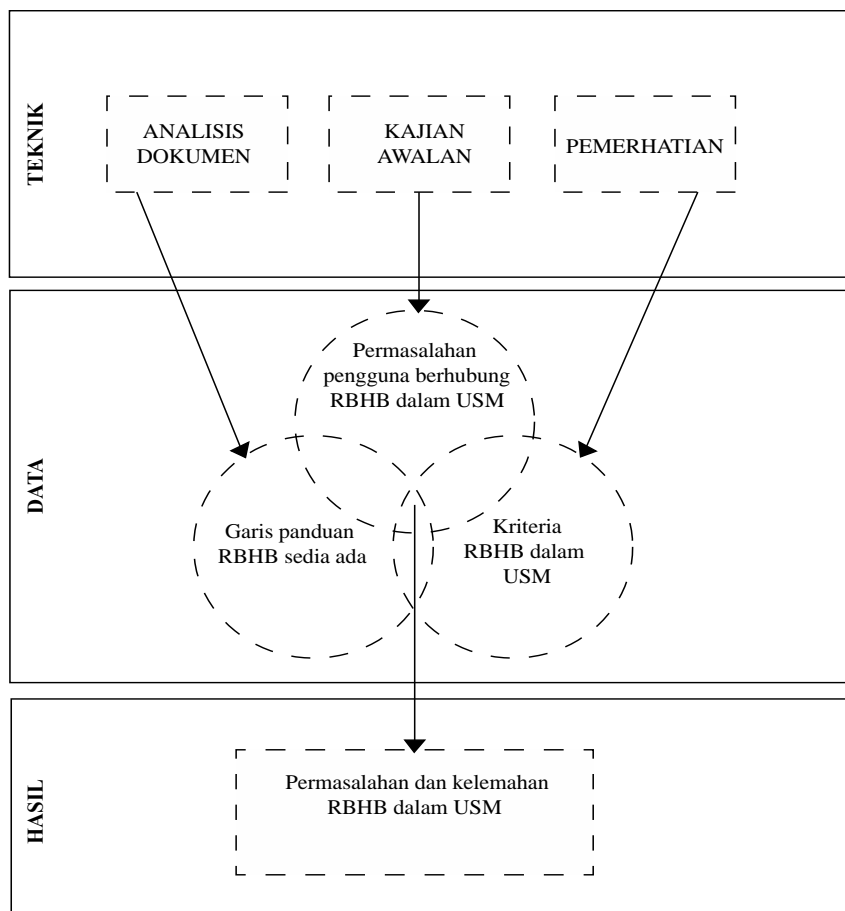 TEKNIK
ANALISIS
DOKUMEN
KAJIAN
AWALAN
PEMERHATIAN
DATA
Permasalahan
pengguna berhubung
RBHB dalam USM
Garis panduan
RBHB sedia ada
Kriteria
RBHB dalam
USM
HASIL
Permasalahan dan kelemahan
RBHB dalam USM